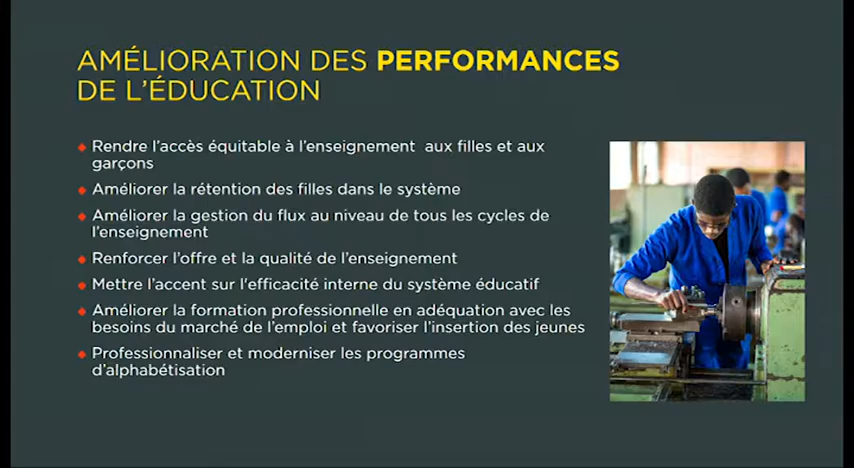 AMÉLIORATION DES PERFORMANCES
DE L'ÉDUCATION
Rendre l'accès équitable à l'enseignement aux filles et aux
garçons
Améliorer la rétention des filles dans le système
Améliorer la gestion du flux au niveau de tous les cycles de
l'enseignement
Renforcer l'offre et la qualité de l'enseignement
Mettre l'accent sur l'efficacité interne du système éducatif
Améliorer la formation professionnelle en adéquation avec les
besoins du marché de l'emploi et favoriser l'insertion des jeunes
Professionnaliser et moderniser les programmes
d'alphabétisation